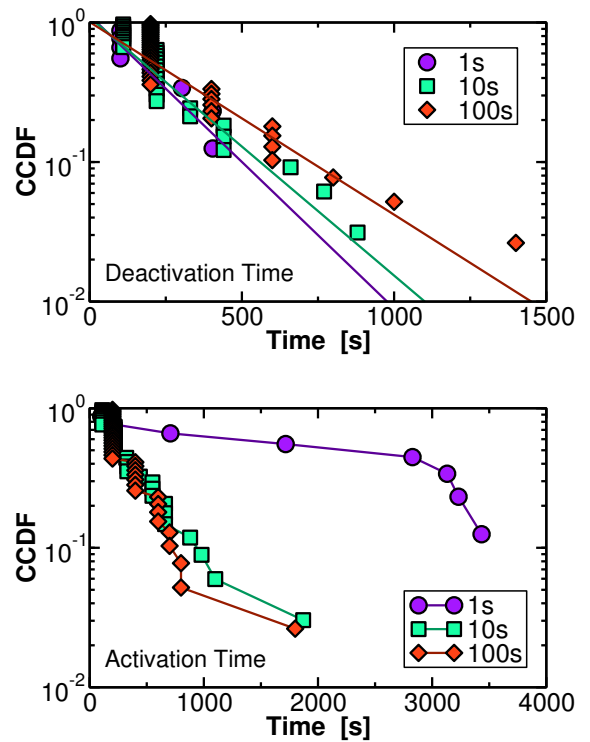 10^0
10^-1
10^-2
CCDF
1s
10s
100s
Deactivation Time
0 500 1000 1500
Time [s]
10^0
10^-1
10^-2
CCDF
1s
10s
100s
Activation Time
0 1000 2000 3000 4000
Time [s]